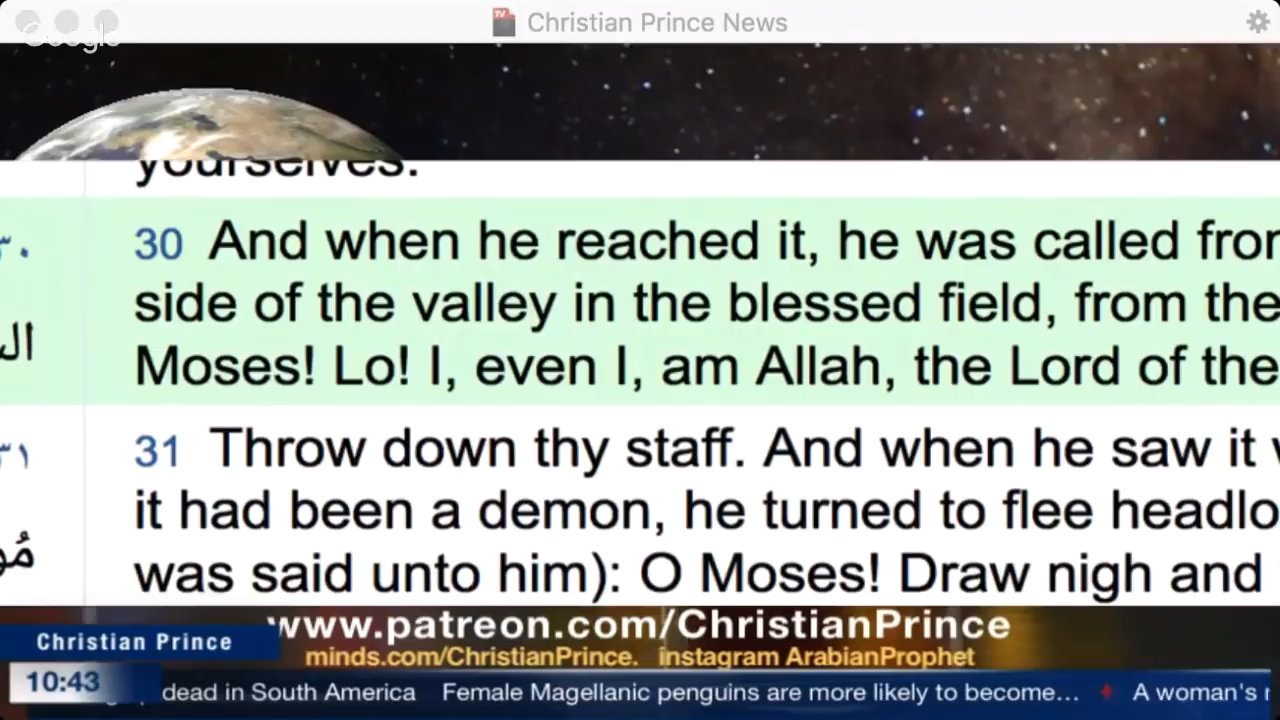 Christian Prince News
Google
yourselves.
٣٠
30 And when he reached it, he was called from
side of the valley in the blessed field, from the
Moses! Lo! I, even I, am Allah, the Lord of the
٣١
31 Throw down thy staff. And when he saw it
it had been a demon, he turned to flee headlo
was said unto him): O Moses! Draw nigh and
www.patreon.com/ChristianPrince
Christian Prince
minds.com/ChristianPrince. instagram ArabianProphet
10:43
dead in South America Female Magellanic penguins are more likely to become... A woman's